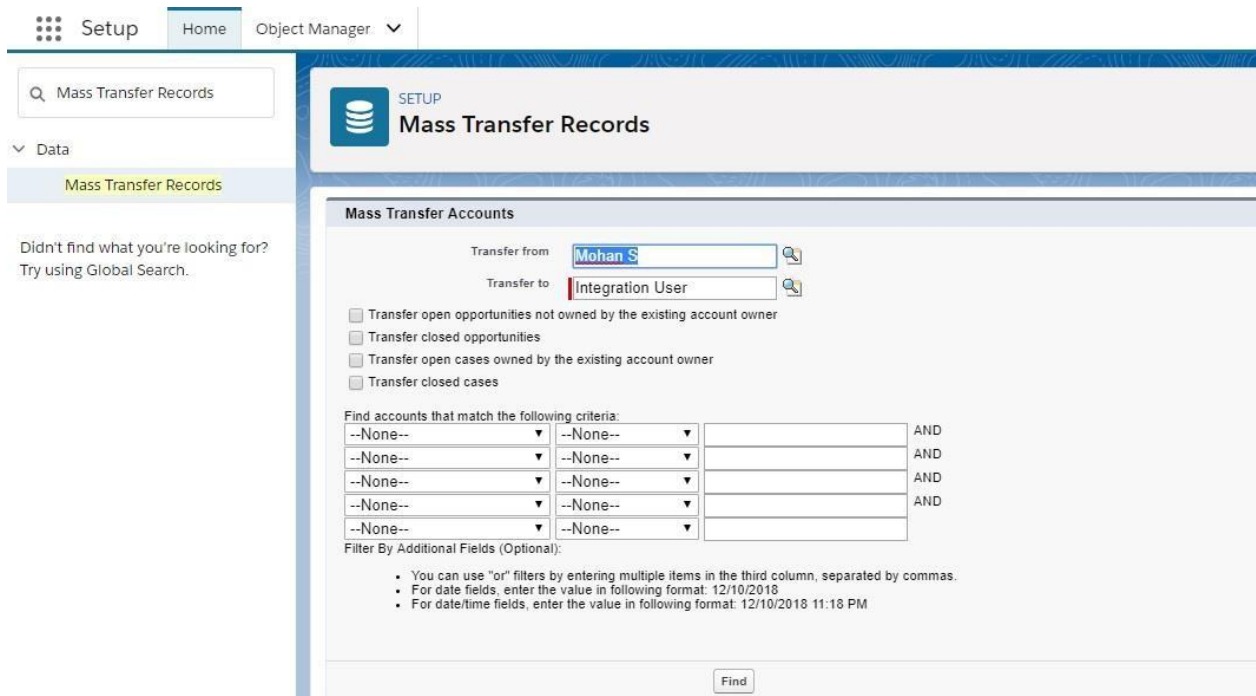 Setup Home Object Manager
Mass Transfer Records
Data
Mass Transfer Records
Didn't find what you're looking for?
Try using Global Search.
SETUP
Mass Transfer Records
Mass Transfer Accounts
Transfer from Mohan S
Transfer to Integration User
Transfer open opportunities not owned by the existing account owner
Transfer closed opportunities
Transfer open cases owned by the existing account owner
Transfer closed cases
Find accounts that match the following criteria:
--None-- --None-- AND
--None-- --None-- AND
--None-- --None-- AND
--None-- --None-- AND
--None-- --None--
Filter By Additional Fields (Optional):
• You can use "or" filters by entering multiple items in the third column, separated by commas.
• For date fields, enter the value in following format: 12/10/2018
• For date/time fields, enter the value in following format: 12/10/2018 11:18 PM
Find